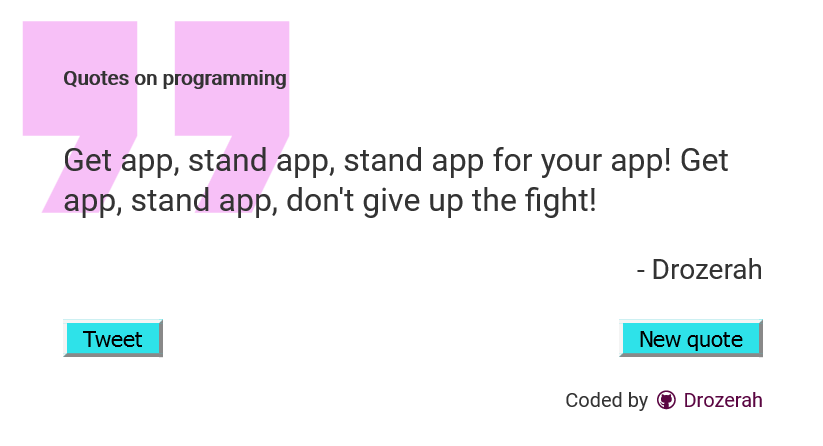 Quotes on programming
Get app, stand app, stand app for your app! Get
app, stand app, don't give up the fight!
- Drozerah
Tweet
New quote
Coded by Drozerah